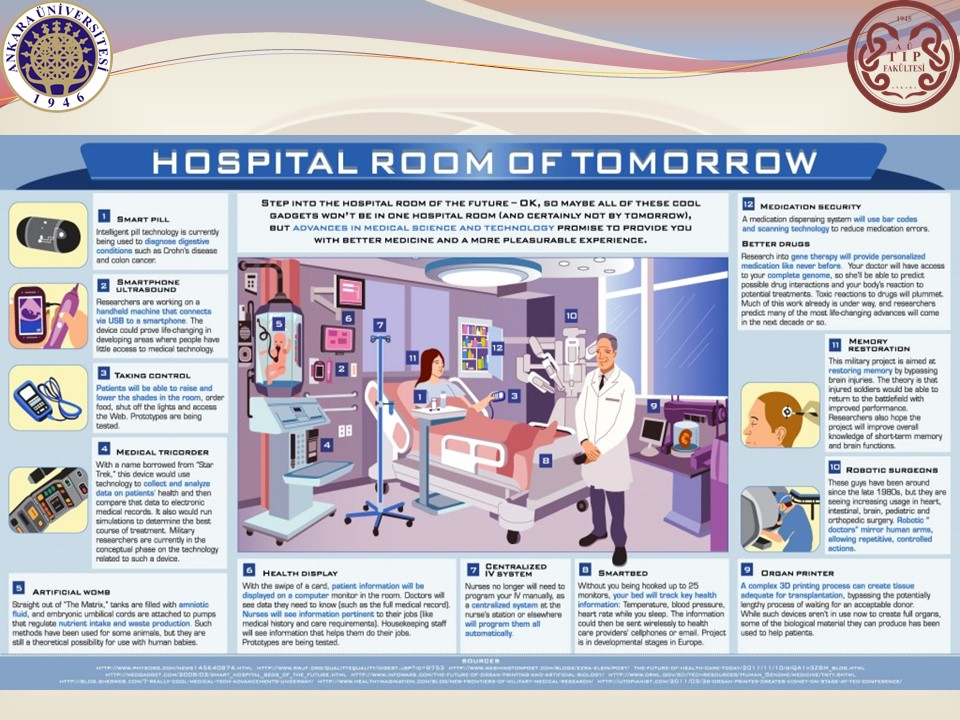 ANKARA ÜNİVERSİTESİ
1946
1945
A Ü
TIP
FAKÜLTESİ
ANKARA
HOSPITAL ROOM OF TOMORROW
STEP INTO THE HOSPITAL ROOM OF THE FUTURE – OK, SO MAYBE ALL OF THESE COOL
GADGETS WON'T BE IN ONE HOSPITAL ROOM (AND CERTAINLY NOT BY TOMORROW),
BUT ADVANCES IN MEDICAL SCIENCE AND TECHNOLOGY PROMISE TO PROVIDE YOU
WITH BETTER MEDICINE AND A MORE PLEASURABLE EXPERIENCE.
1 SMART PILL
Intelligent pill technology is currently
being used to diagnose digestive
conditions such as Crohn's disease
and colon cancer.
2 SMARTPHONE
ULTRASOUND
Researchers are working on a
handheld machine that connects
via USB to a smartphone. The
device could prove life-changing in
developing areas where people have
little access to medical technology.
3 TAKING CONTROL
Patients will be able to raise and
lower the shades in the room, order
food, shut off the lights and access
the Web. Prototypes are being
tested.
4 MEDICAL TRICORDER
With a name borrowed from "Star
Trek," this device would use
technology to collect and analyze
data on patients' health and then
compare that data to electronic
medical records. It also would run
simulations to determine the best
course of treatment. Military
researchers are currently in the
conceptual phase on the technology
related to such a device.
5 ARTIFICIAL WOMB
Straight out of "The Matrix," tanks are filled with amniotic
fluid, and embryonic umbilical cords are attached to pumps
that regulate nutrient intake and waste production. Such
methods have been used for some animals, but they are
still a theoretical possibility for use with human babies.
5
6
7
2
4
11
1
12
3
10
8
9
6 HEALTH DISPLAY
With the swipe of a card, patient information will be
displayed on a computer monitor in the room. Doctors will
see data they need to know (such as the full medical record).
Nurses will see information pertinent to their jobs (like
medical history and care requirements). Housekeeping staff
will see information that helps them do their jobs.
Prototypes are being tested.
7 CENTRALIZED
IV SYSTEM
Nurses no longer will need to
program your IV manually, as
a centralized system at the
nurse's station or elsewhere
will program them all
automatically.
8 SMARTBED
Without you being hooked up to 25
monitors, your bed will track key health
information: Temperature, blood pressure,
heart rate while you sleep. The information
could then be sent wirelessly to health
care providers' cellphones or email. Project
is in developmental stages in Europe.
12 MEDICATION SECURITY
A medication dispensing system will use bar codes
and scanning technology to reduce medication errors.
BETTER DRUGS
Research into gene therapy will provide personalized
medication like never before. Your doctor will have access
to your complete genome, so she'll be able to predict
possible drug interactions and your body's reaction to
potential treatments. Toxic reactions to drugs will plummet.
Much of this work already is under way, and researchers
predict many of the most life-changing advances will come
in the next decade or so.
11 MEMORY
RESTORATION
This military project is aimed at
restoring memory by bypassing
brain injuries. The theory is that
injured soldiers would be able to
return to the battlefield with
improved performance.
Researchers also hope the
project will improve overall
knowledge of short-term memory
and brain functions.
10 ROBOTIC SURGEONS
These guys have been around
since the late 1980s, but they are
seeing increasing usage in heart,
intestinal, brain, pediatric and
orthopedic surgery. Robotic "
doctors" mirror human arms,
allowing repetitive, controlled
actions.
9 ORGAN PRINTER
A complex 3D printing process can create tissue
adequate for transplantation, bypassing the potentially
lengthy process of waiting for an acceptable donor.
While such devices aren't in use now to create full organs,
some of the biological material they can produce has been
used to help patients.
SOURCES